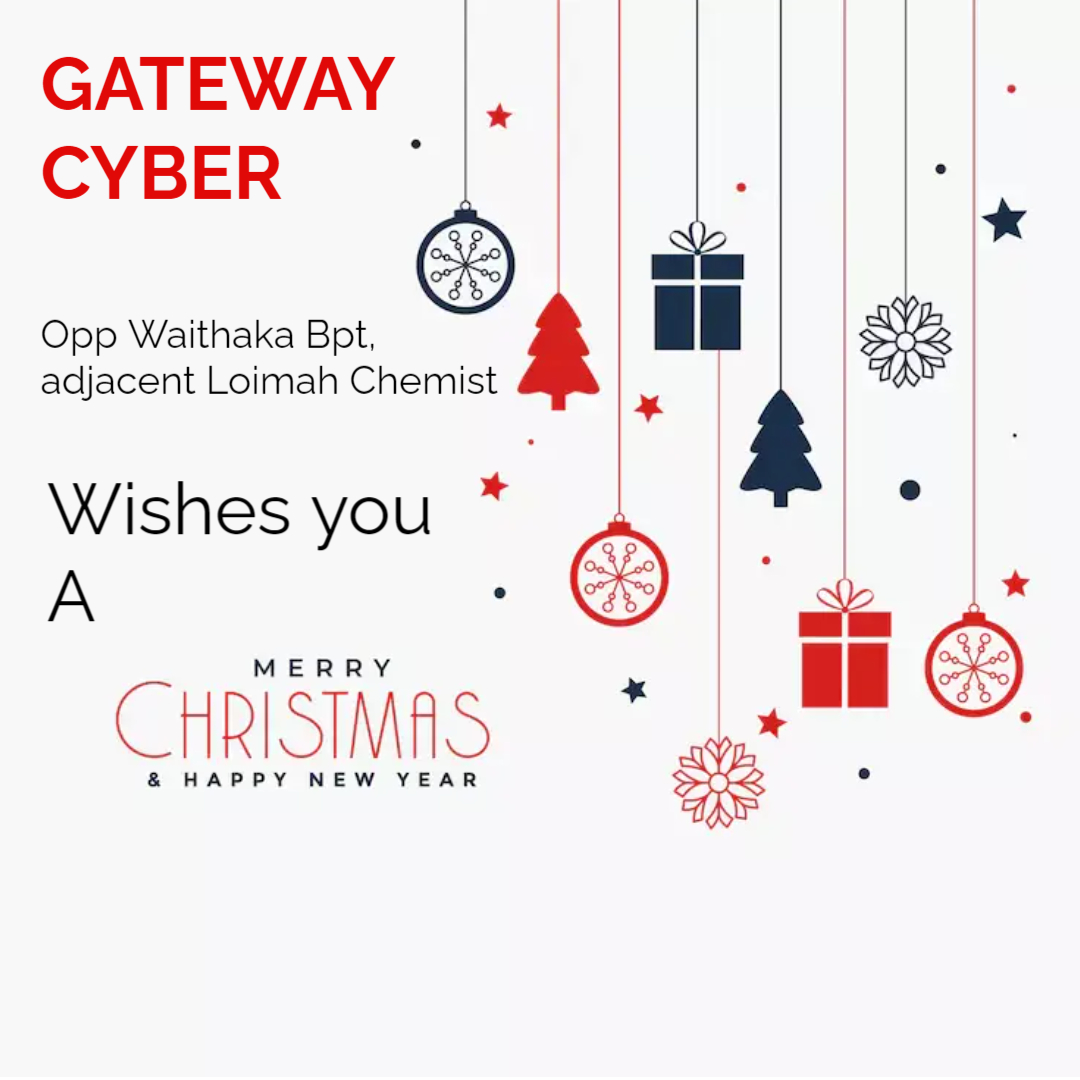 GATEWAY
CYBER
Opp Waithaka Bpt,
adjacent Loimah Chemist
Wishes you
A
MERRY
CHRISTMAS
& HAPPY NEW YEAR